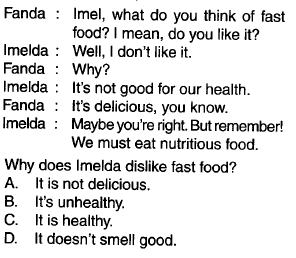 Fanda : Imel, what do you think of fast
food? I mean, do you like it?
Imelda : Well, I don't like it.
Fanda : Why?
Imelda : It's not good for our health.
Fanda : It's delicious, you know.
Imelda : Maybe you're right. But remember!
We must eat nutritious food.
Why does Imelda dislike fast food?
A. It is not delicious.
B. It's unhealthy.
C. It is healthy.
D. It doesn't smell good.